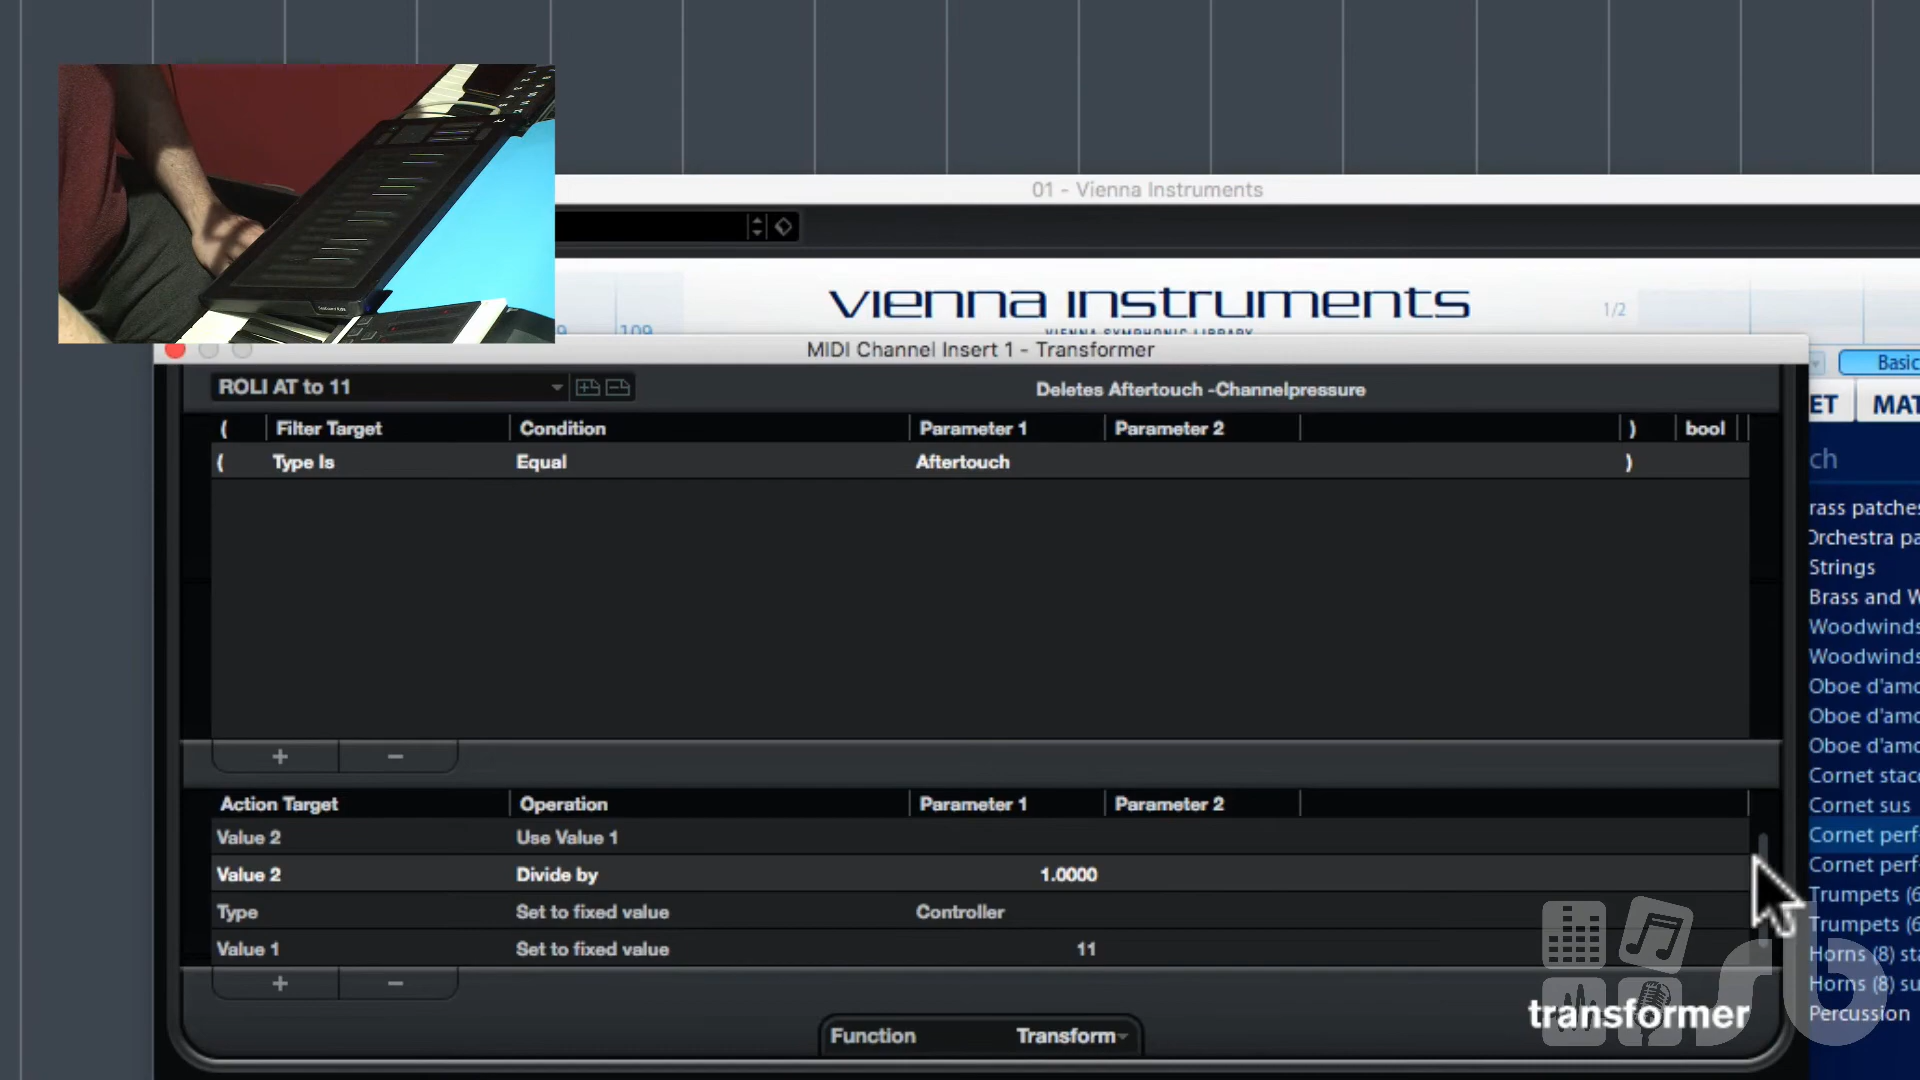 01 - Vienna Instruments
vienna instruments
1/2
109
MIDI Channel Insert 1 - Transformer
Basic
ROLI AT to 11
Deletes Aftertouch -Channelpressure
ET MAT
( Filter Target Condition Parameter 1 Parameter 2 ) bool
( Type Is Equal Aftertouch )
ch
rass patches
Orchestra pa
Strings
Brass and W
Woodwinds
Woodwinds
Oboe d'amo
Oboe d'amo
Oboe d'amo
Cornet stacc
Cornet sus
Cornet perf-
Cornet perf-
Trumpets (6
Trumpets (6
Horns (8) sta
Horns (8) su
Percussion
+ −
Action Target Operation Parameter 1 Parameter 2
Value 2 Use Value 1
Value 2 Divide by 1.0000
Type Set to fixed value Controller
Value 1 Set to fixed value 11
+ −
transformer
Function Transform